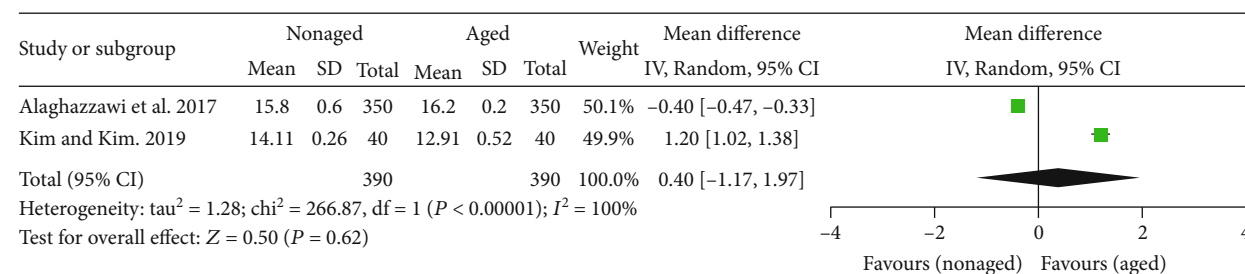 Study or subgroup Nonaged Aged Weight Mean difference Mean difference
Mean SD Total Mean SD Total IV, Random, 95% CI IV, Random, 95% CI
Alaghazzawi et al. 2017 15.8 0.6 350 16.2 0.2 350 50.1% −0.40 [−0.47, −0.33]
Kim and Kim. 2019 14.11 0.26 40 12.91 0.52 40 49.9% 1.20 [1.02, 1.38]
Total (95% CI) 390 390 100.0% 0.40 [−1.17, 1.97]
Heterogeneity: tau² = 1.28; chi² = 266.87, df = 1 (P < 0.00001); I² = 100%
Test for overall effect: Z = 0.50 (P = 0.62)
−4 −2 0 2 4
Favours (nonaged) Favours (aged)